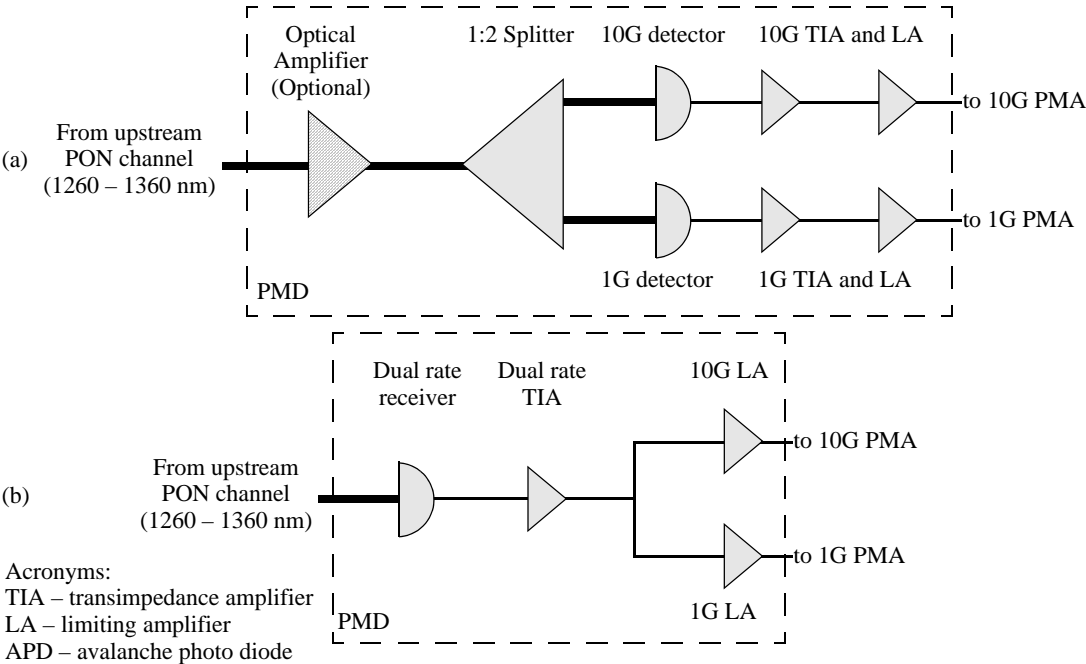 Optical
Amplifier
(Optional)
1:2 Splitter
10G detector
10G TIA and LA
From upstream
PON channel
(1260 – 1360 nm)
(a)
to 10G PMA
to 1G PMA
1G detector
1G TIA and LA
PMD
Dual rate
receiver
Dual rate
TIA
10G LA
From upstream
PON channel
(1260 – 1360 nm)
(b)
to 10G PMA
to 1G PMA
1G LA
PMD
Acronyms:
TIA – transimpedance amplifier
LA – limiting amplifier
APD – avalanche photo diode